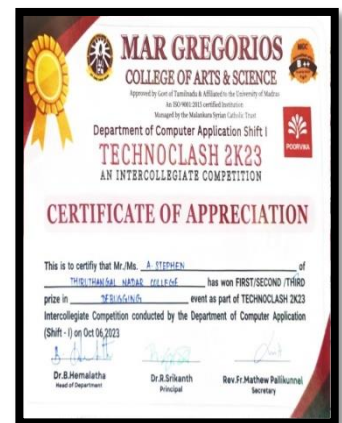 MAR GREGORIOS
COLLEGE OF ARTS & SCIENCE
Approved by Govt of Tamilnadu & Affiliated to the University of Madras
An ISO 9001:2015 certified Institution
Managed by the Malankara Syrian Catholic Trust
Department of Computer Application Shift I
TECHNOCLASH 2K23
AN INTERCOLLEGIATE COMPETITION
POORVIKA
CERTIFICATE OF APPRECIATION
This is to certify that Mr./Ms. A. STEPHEN of
THIRUTHANGAL NADAR COLLEGE has won FIRST/SECOND/THIRD
prize in DEBUGGING event as part of TECHNOCLASH 2K23
Intercollegiate Competition conducted by the Department of Computer Application
(Shift - I) on Oct 06,2023
Dr.B.Hemalatha
Head of Department
Dr.R.Srikanth
Principal
Rev.Fr.Mathew Pallikunnel
Secretary